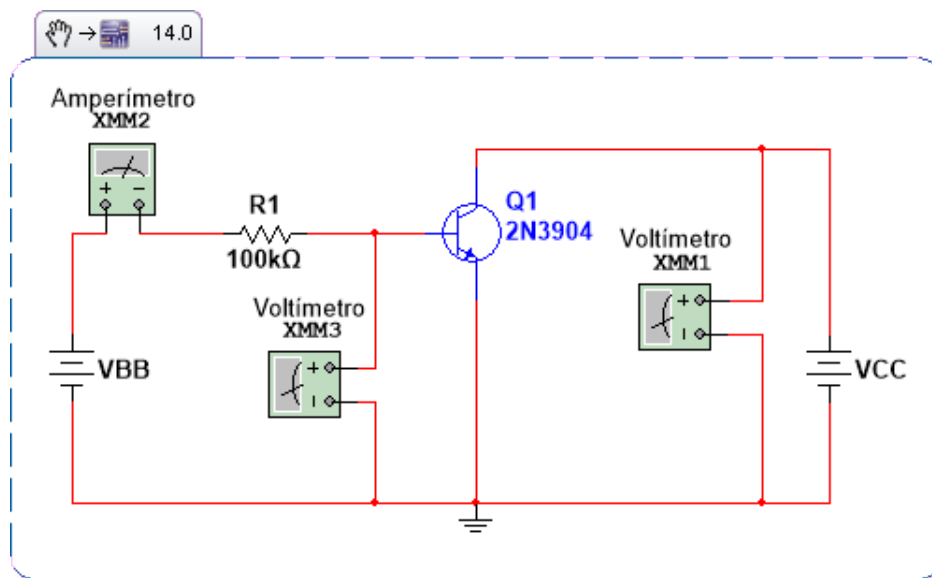 14.0
Amperímetro
XMM2
+ −
R1
100kΩ
Q1
2N3904
Voltímetro
XMM1
+
−
Voltímetro
XMM3
+
−
VBB
VCC